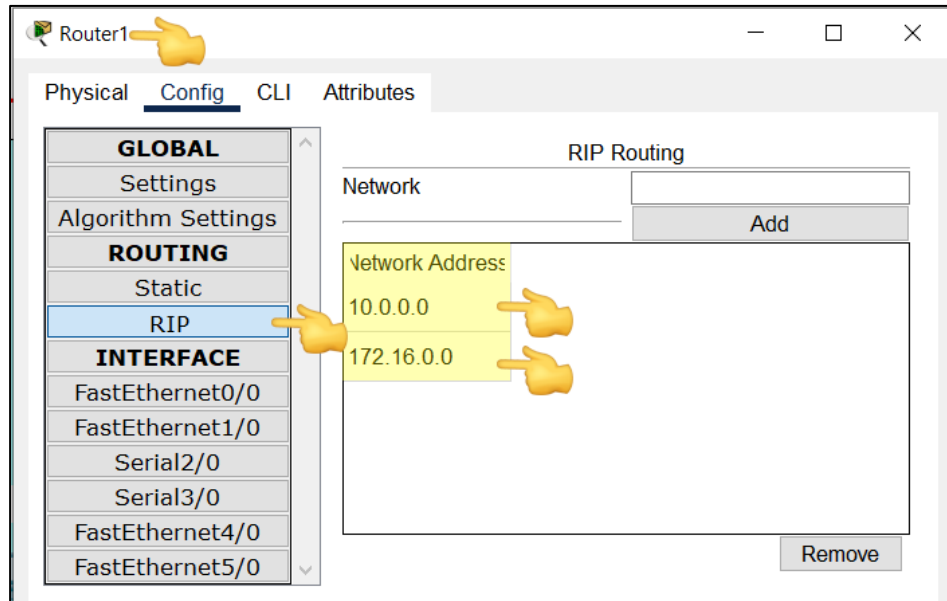 Router1
Physical Config CLI Attributes
GLOBAL
Settings
Algorithm Settings
ROUTING
Static
RIP
INTERFACE
FastEthernet0/0
FastEthernet1/0
Serial2/0
Serial3/0
FastEthernet4/0
FastEthernet5/0
RIP Routing
Network
Add
Network Address
10.0.0.0
172.16.0.0
Remove